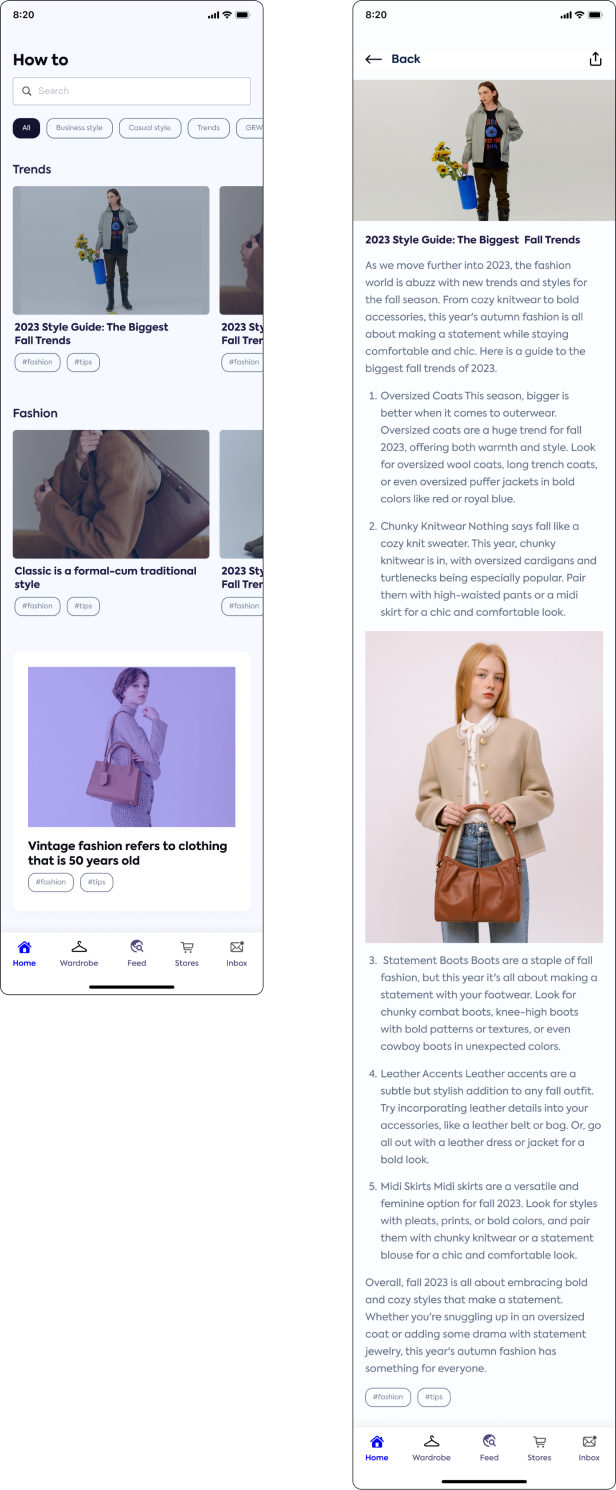 8:20
How to
Search
All
Business style
Casual style.
Trends
GRW
Trends
2023 Style Guide: The Biggest
Fall Trends
#fashion
#tips
2023 Sty
Fall Tren
#fashion
Fashion
Classic is a formal-cum traditional
style
#fashion
#tips
2023 Sty
Fall Tren
#fashion
Vintage fashion refers to clothing
that is 50 years old
#fashion
#tips
Home
Wardrobe
Feed
Stores
Inbox
8:20
Back
2023 Style Guide: The Biggest Fall Trends
As we move further into 2023, the fashion
world is abuzz with new trends and styles for
the fall season. From cozy knitwear to bold
accessories, this year's autumn fashion is all
about making a statement while staying
comfortable and chic. Here is a guide to the
biggest fall trends of 2023.
1. Oversized Coats This season, bigger is
better when it comes to outerwear.
Oversized coats are a huge trend for fall
2023, offering both warmth and style. Look
for oversized wool coats, long trench coats,
or even oversized puffer jackets in bold
colors like red or royal blue.
2. Chunky Knitwear Nothing says fall like a
cozy knit sweater. This year, chunky
knitwear is in, with oversized cardigans and
turtlenecks being especially popular. Pair
them with high-waisted pants or a midi
skirt for a chic and comfortable look.
3. Statement Boots Boots are a staple of fall
fashion, but this year it's all about making a
statement with your footwear. Look for
chunky combat boots, knee-high boots
with bold patterns or textures, or even
cowboy boots in unexpected colors.
4. Leather Accents Leather accents are a
subtle but stylish addition to any fall outfit.
Try incorporating leather details into your
accessories, like a leather belt or bag. Or, go
all out with a leather dress or jacket for a
bold look.
5. Midi Skirts Midi skirts are a versatile and
feminine option for fall 2023. Look for styles
with pleats, prints, or bold colors, and pair
them with chunky knitwear or a statement
blouse for a chic and comfortable look.
Overall, fall 2023 is all about embracing bold
and cozy styles that make a statement.
Whether you're snuggling up in an oversized
coat or adding some drama with statement
jewelry, this year's autumn fashion has
something for everyone.
#fashion
#tips
Home
Wardrobe
Feed
Stores
Inbox